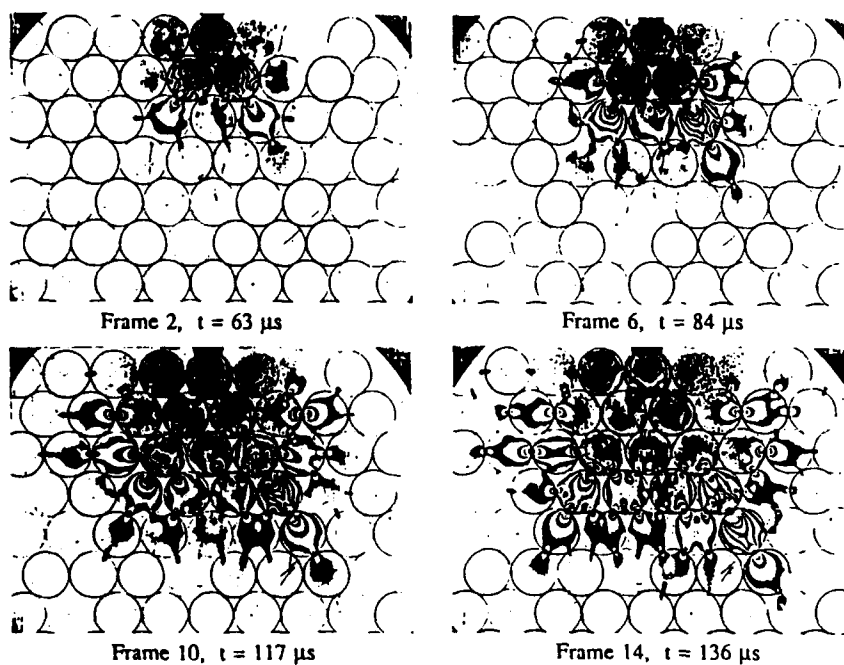 Frame 2, t = 63 μs
Frame 6, t = 84 μs
Frame 10, t = 117 μs
Frame 14, t = 136 μs